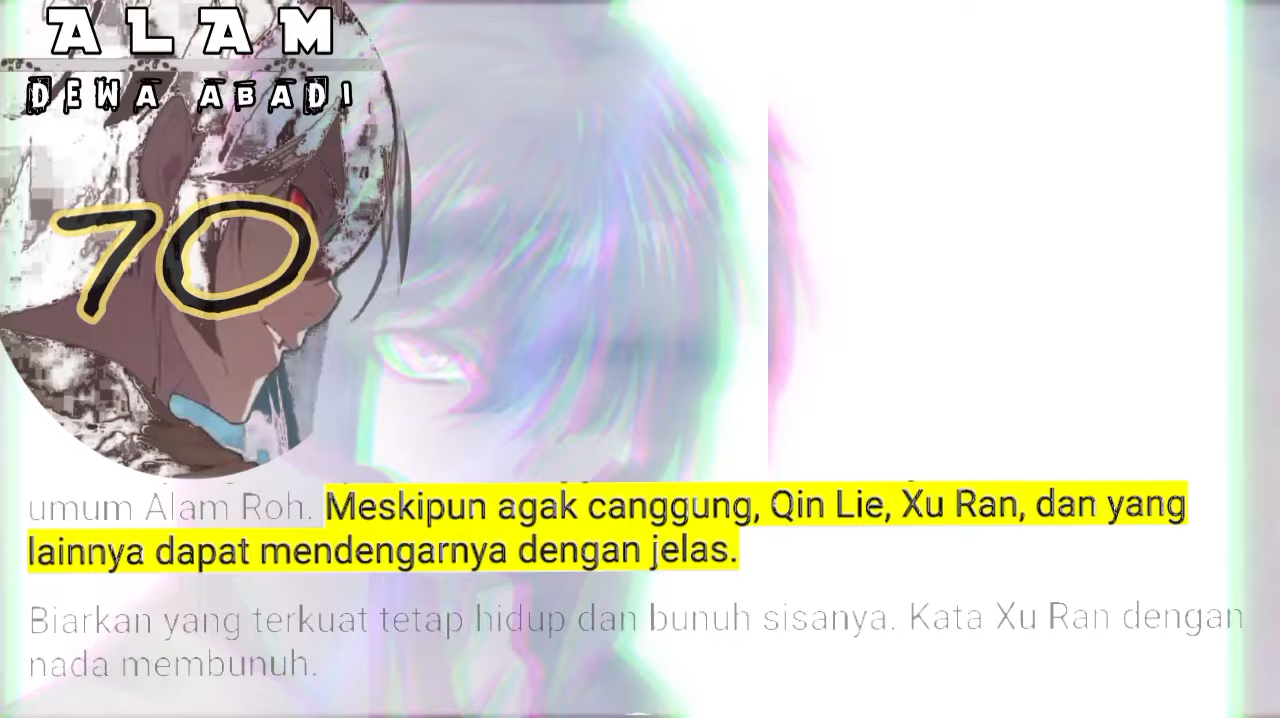 ALAM
DEWA ABADI
70
umum Alam Roh. Meskipun agak canggung, Qin Lie, Xu Ran, dan yang
lainnya dapat mendengarnya dengan jelas.
Biarkan yang terkuat tetap hidup dan bunuh sisanya. Kata Xu Ran dengan
nada membunuh.